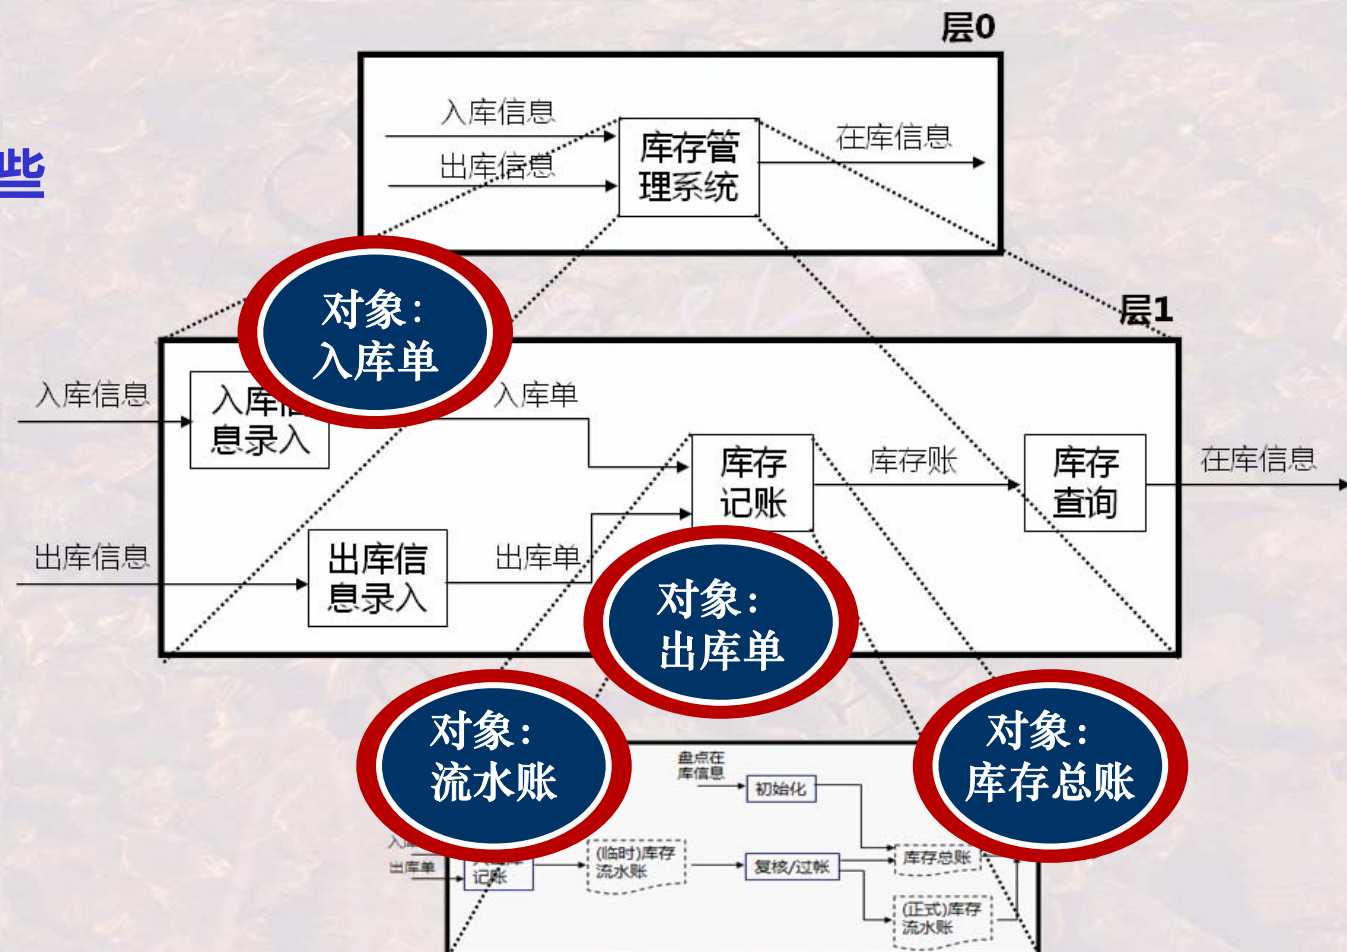 层0
入库信息
出库信息
库存管
理系统
在库信息
些
对象：
入库单
层1
入库信息
入库信
息录入
入库单
库存
记账
库存账
库存
查询
在库信息
出库信息
出库信
息录入
出库单
对象：
出库单
对象：
流水账
对象：
库存总账
盘点在
库信息
初始化
出库单
记账
(临时)库存
流水账
复核/过帐
库存总账
(正式)库存
流水账